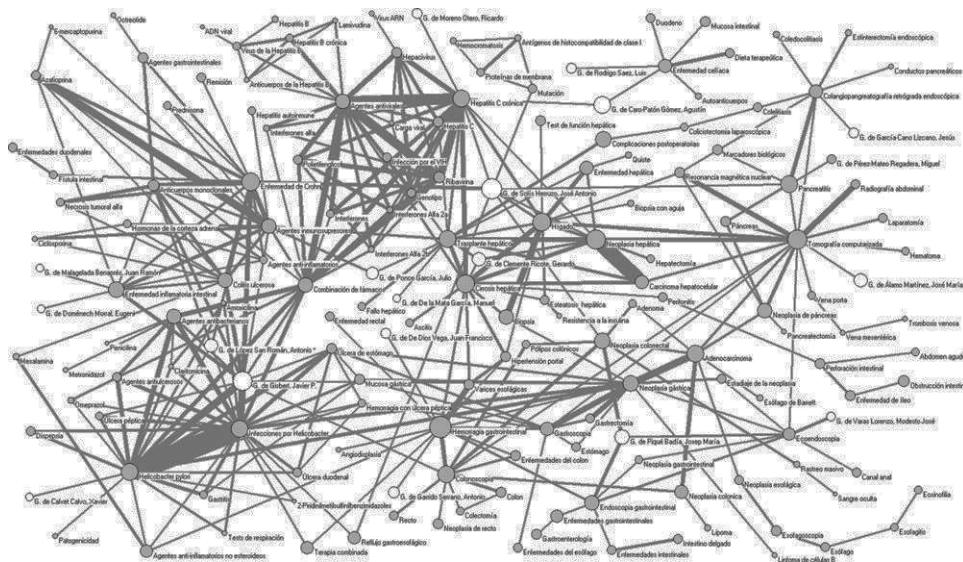 Octreotide
6-mercaptopurina
ADN viral
Hepatitis B
Lamivudina
Virus ARN
G. de Moreno Otero, Ricardo
Duodeno
Mucosa intestinal
Coledocolitiasis
Esfinterectomía endoscópica
Agentes gastrointestinales
Virus de la Hepatitis B
Hepatitis B crónica
Hepacivirus
Hemocromatosis
Antígenos de histocompatibilidad de clase I
Dieta terapeútica
Azatioprina
Remisión
Anticuerpos de la Hepatitis B
Proteínas de membrana
G. de Rodrigo Saez, Luis
Enfermedad celíaca
Conductos pancreáticos
Mutación
Colangiopancreatografía retrógrada endoscópica
Prednisona
Hepatitis autoinmune
Agentes antivirales
Hepatitis C crónica
G. de Caro-Patón Gómez, Agustín
Autoanticuerpos
Colelitiasis
Interferones alfa
Carga viral
Hepatitis C
Test de función hepática
Colecistectomía laparoscópica
G. de García Cano Lizcano, Jesús
Enfermedades duodenales
Complicaciones postoperatorias
Marcadores biológicos
Polietilenglicol
Infección por el VIH
Quiste
G. de Pérez Mateo Regadera, Miguel
Fístula intestinal
Anticuerpos monoclonales
Enfermedad de Crohn
Ribavirina
Enfermedad hepática
Resonancia magnética nuclear
Pancreatitis
Radiografía abdominal
Necrosis tumoral alfa
Genotipo
G. de Solís Herruzo, José Antonio
Biopsia con aguja
Hormonas de la corteza adrenal
Interferones
Interferones Alfa 2a
Hígado
Páncreas
Laparotomía
Ciclosporina
Agentes inmunosupresores
Trasplante hepático
Neoplasia hepática
Tomografía computarizada
Agentes anti-inflamatorios
Interferones Alfa 2b
G. de Clemente Ricote, Gerardo
Hepatectomía
Hematoma
G. de Malagelada Benaprés, Juan Ramón
Colitis ulcerosa
G. de Ponce García, Julio
Cirrosis hepática
Carcinoma hepatocelular
G. de Álamo Martínez, José María
Enfermedad inflamatoria intestinal
Combinación de fármacos
G. de De la Mata García, Manuel
Esteatosis hepática
Peritonitis
Vena porta
G. de Doménech Morral, Eugeni
Amoxicilina
Fallo hepático
Resistencia a la insulina
Adenoma
Neoplasia de páncreas
Trombosis venosa
Agentes antibacterianos
Enfermedad rectal
Ascitis
Biopsia
Vena mesentérica
Penicilina
G. de López San Román, Antonio
G. de De Dios Vega, Juan Francisco
Neoplasia colorectal
Pancreatectomía
Mesalamina
Úlcera de estómago
Pólipos colónicos
Adenocarcinoma
Abdomen agudo
Metronidazol
Claritromicina
Hipertensión portal
Perforación intestinal
Agentes antiulcerosos
G. de Gisbert, Javier P.
Mucosa gástrica
Varices esofágicas
Neoplasia gástrica
Estadiaje de la neoplasia
Obstrucción intestinal
Omeprazol
Esófago de Barrett
Enfermedad de íleo
Úlcera péptica
Hemorragia con úlcera péptica
Gastrectomía
G. de Varas Lorenzo, Modesto José
Dispepsia
Infecciones por Helicobacter
Hemorragia gastrointestinal
Gastroscopia
G. de Piqué Badía, Josep María
Ecoendoscopia
Angiodisplasia
Estómago
Enfermedades del colon
Neoplasia gastrointestinal
Rastreo masivo
Canal anal
Helicobacter pylori
Úlcera duodenal
Colonoscopia
Neoplasia esofágica
Sangre oculta
G. de Calvet Calvo, Xavier
Gastritis
G. de Garrido Serrano, Antonio
Colon
Neoplasia colónica
Eosinofilia
2-Piridinilmetilsulfinilbencimidazoles
Colectomía
Endoscopia gastrointestinal
Recto
Enfermedades gastrointestinales
Lipoma
Esofagoscopia
Esofagitis
Patogenicidad
Tests de respiración
Reflujo gastroesofágico
Neoplasia de recto
Gastroenterología
Intestino delgado
Esófago
Agentes anti-inflamatorios no esteroideos
Terapia combinada
Enfermedades del esófago
Enfermedades intestinales
Linfoma de células B